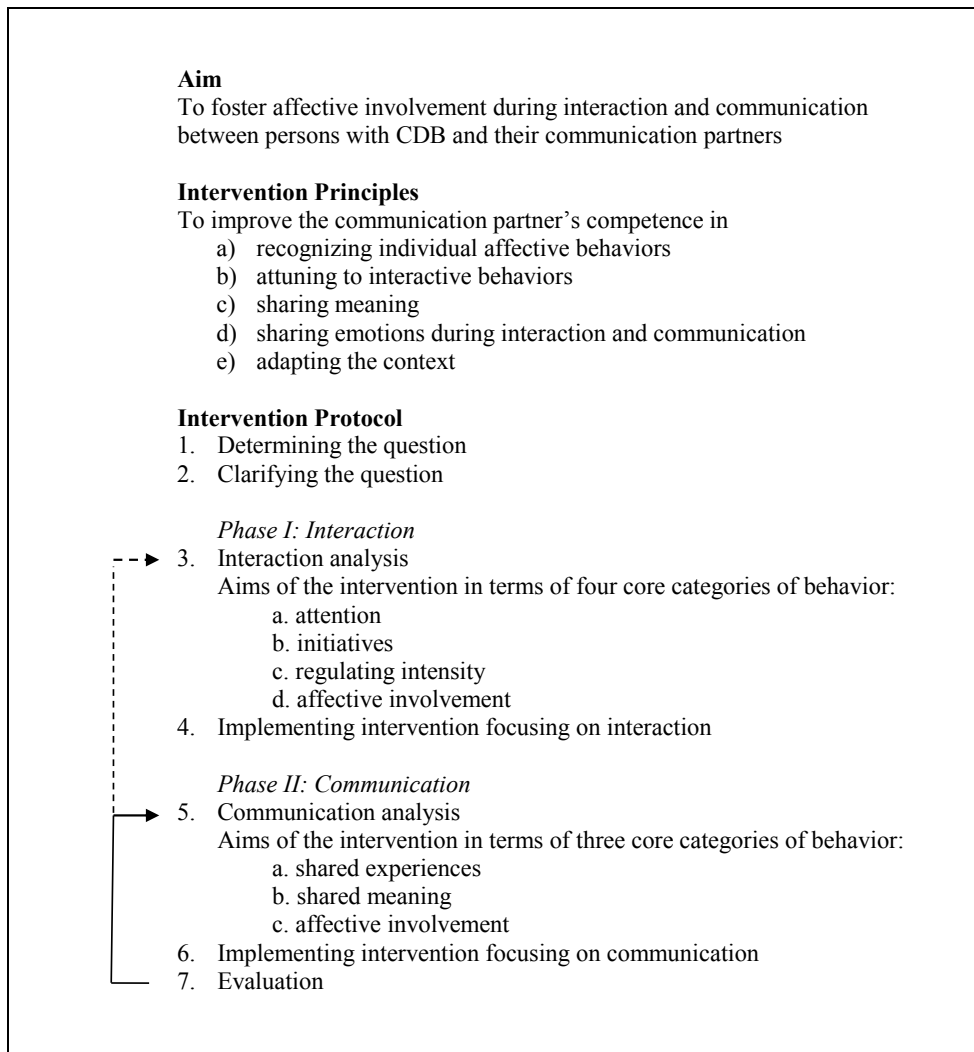 Aim
To foster affective involvement during interaction and communication
between persons with CDB and their communication partners
Intervention Principles
To improve the communication partner’s competence in
a) recognizing individual affective behaviors
b) attuning to interactive behaviors
c) sharing meaning
d) sharing emotions during interaction and communication
e) adapting the context
Intervention Protocol
1. Determining the question
2. Clarifying the question
Phase I: Interaction
3. Interaction analysis
Aims of the intervention in terms of four core categories of behavior:
a. attention
b. initiatives
c. regulating intensity
d. affective involvement
4. Implementing intervention focusing on interaction
Phase II: Communication
5. Communication analysis
Aims of the intervention in terms of three core categories of behavior:
a. shared experiences
b. shared meaning
c. affective involvement
6. Implementing intervention focusing on communication
7. Evaluation